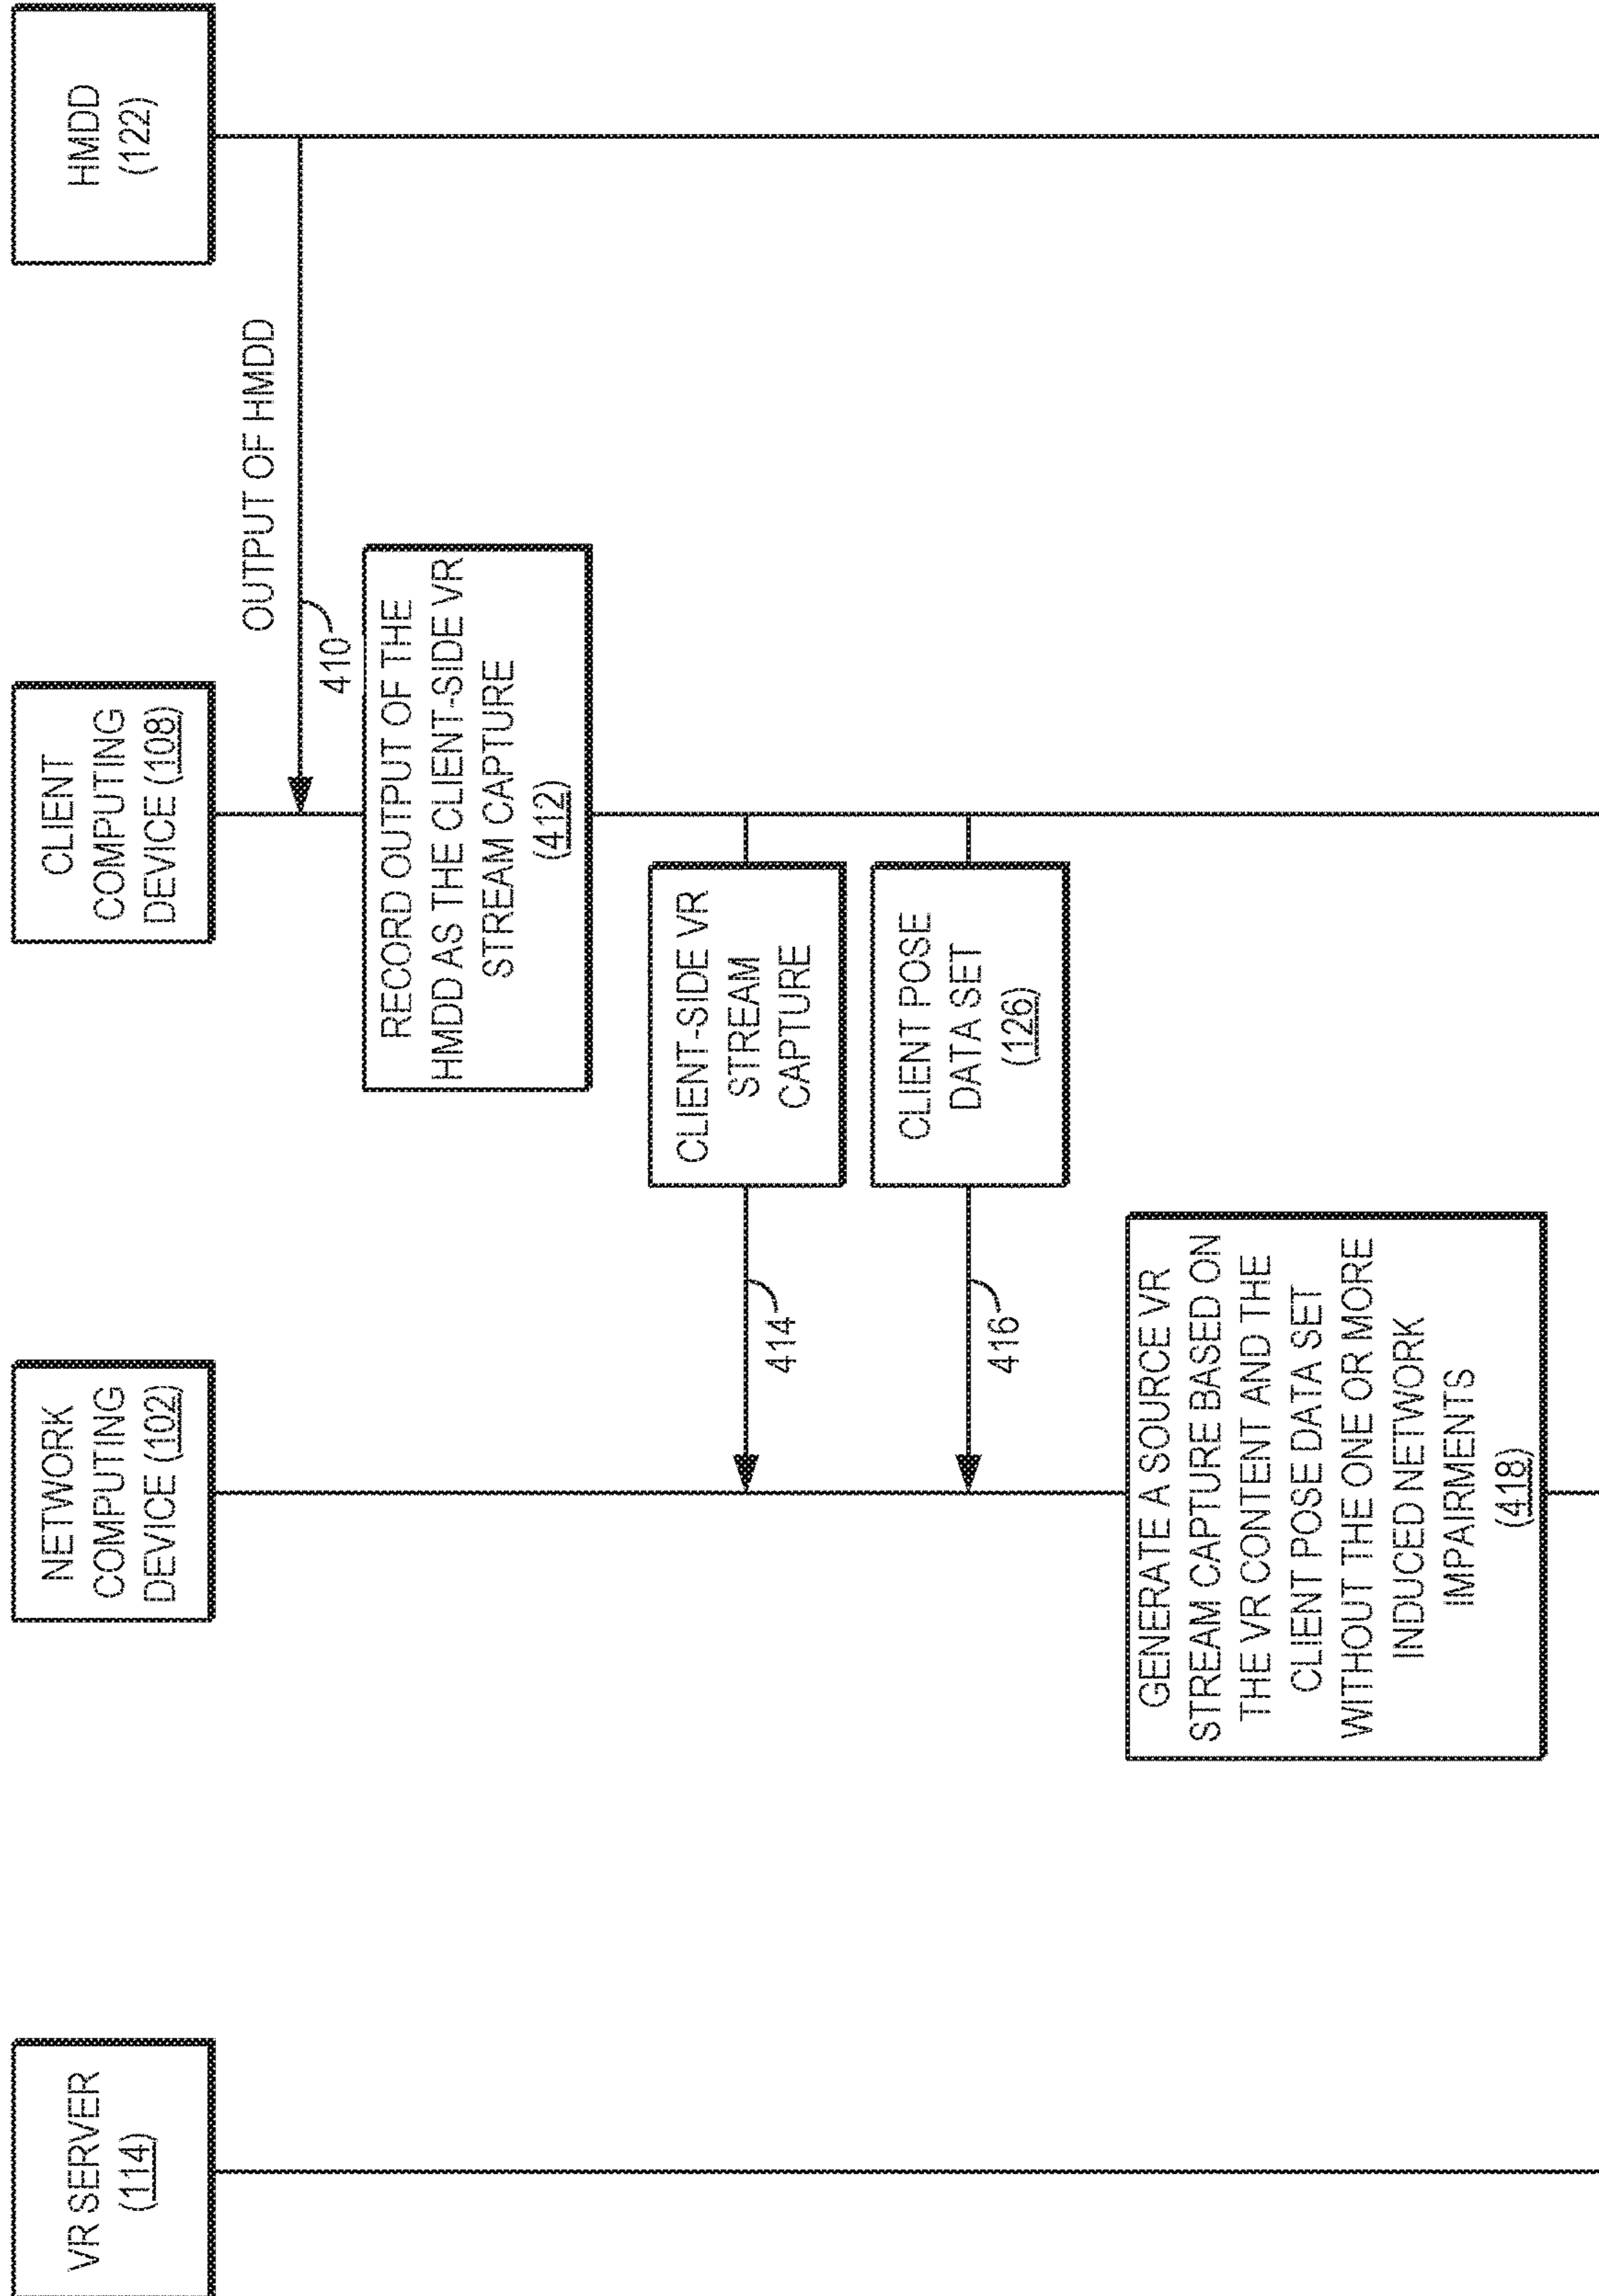 VR SERVER
(114)
NETWORK
COMPUTING
DEVICE (102)
CLIENT
COMPUTING
DEVICE (108)
HMDD
(122)
OUTPUT OF HMDD
410
RECORD OUTPUT OF THE
HMDD AS THE CLIENT-SIDE VR
STREAM CAPTURE
(412)
CLIENT-SIDE VR
STREAM
CAPTURE
414
CLIENT POSE
DATA SET
(126)
416
GENERATE A SOURCE VR
STREAM CAPTURE BASED ON
THE VR CONTENT AND THE
CLIENT POSE DATA SET
WITHOUT THE ONE OR MORE
INDUCED NETWORK
IMPAIRMENTS
(418)